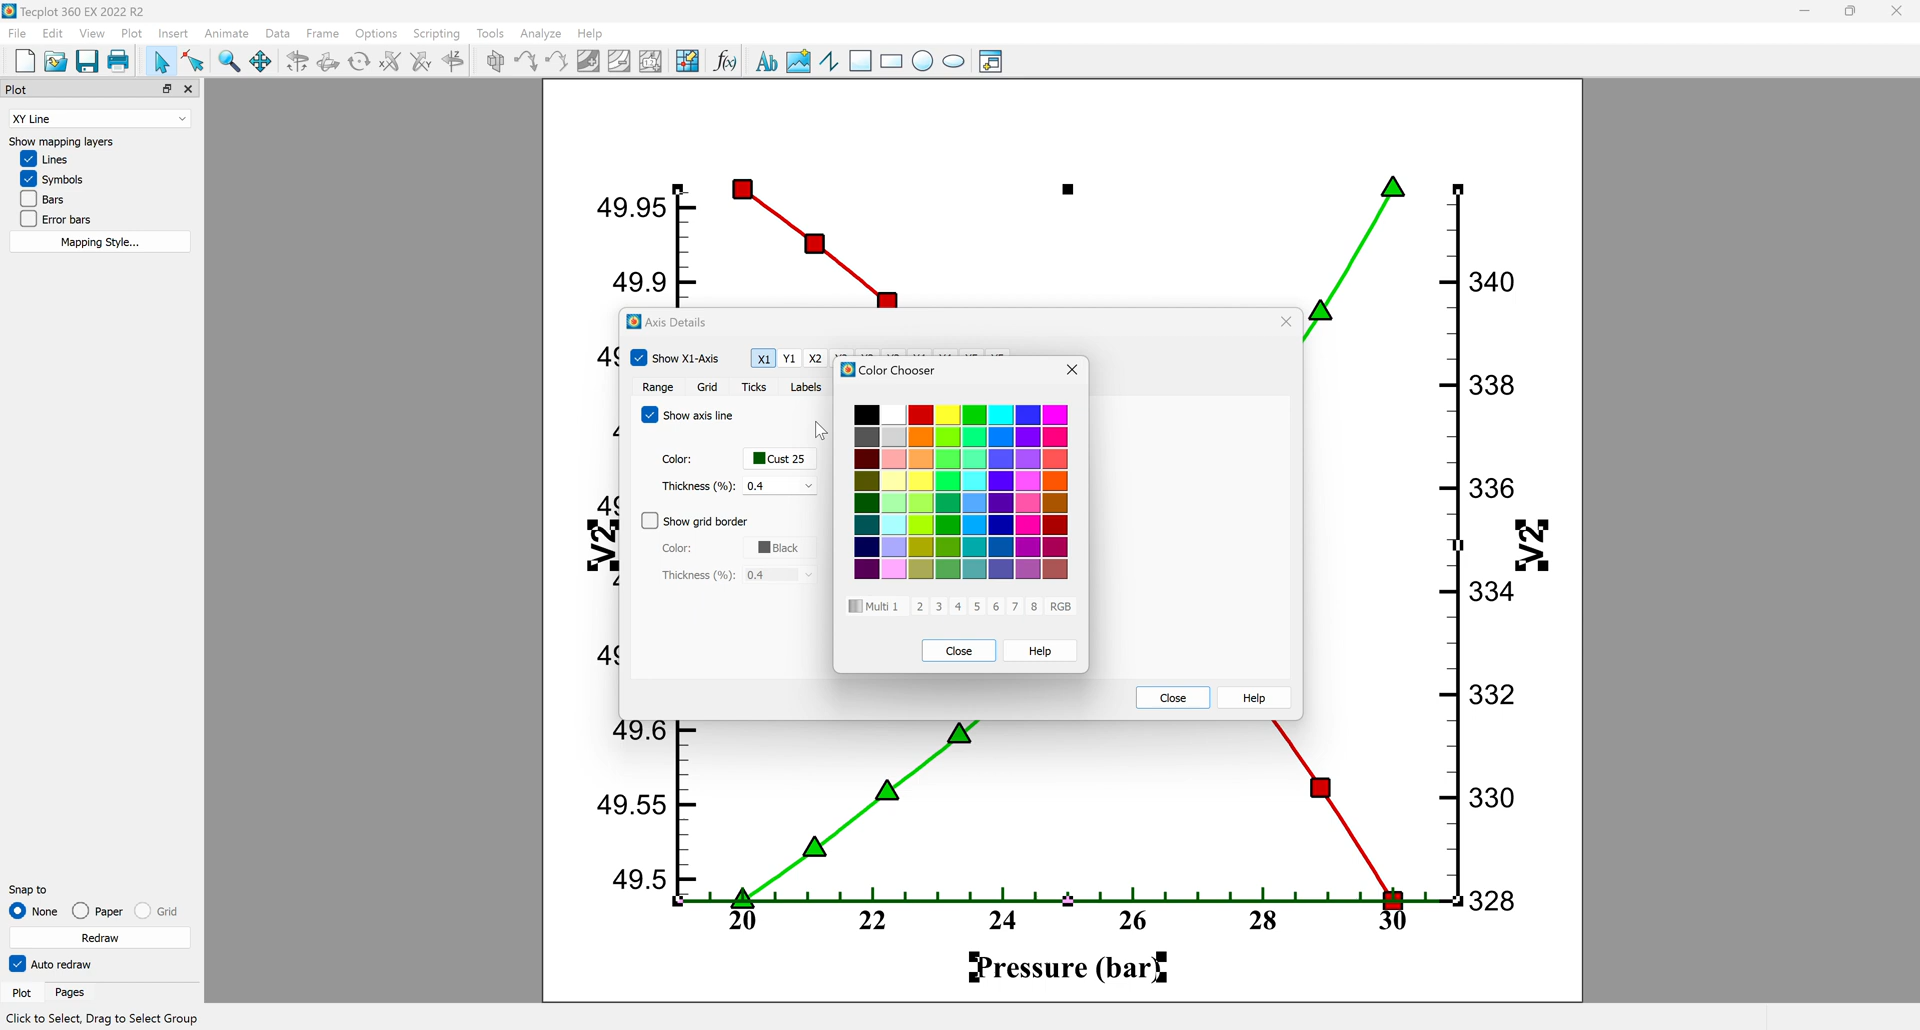 Tecplot 360 EX 2022 R2
File Edit View Plot Insert Animate Data Frame Options Scripting Tools Analyze Help
Plot
XY Line
Show mapping layers
Lines
Symbols
Bars
Error bars
Mapping Style...
Snap to
None Paper Grid
Redraw
Auto redraw
Plot Pages
Click to Select, Drag to Select Group
49.95
49.9
49.6
49.55
49.5
V2
20 22 24 26 28 30
Pressure (bar)
340
338
336
334
332
330
328
V2
Axis Details
Show X1-Axis X1 Y1 X2
Range Grid Ticks Labels
Show axis line
Color: Cust 25
Thickness (%): 0.4
Show grid border
Color: Black
Thickness (%): 0.4
Close Help
Color Chooser
Multi 1 2 3 4 5 6 7 8 RGB
Close Help